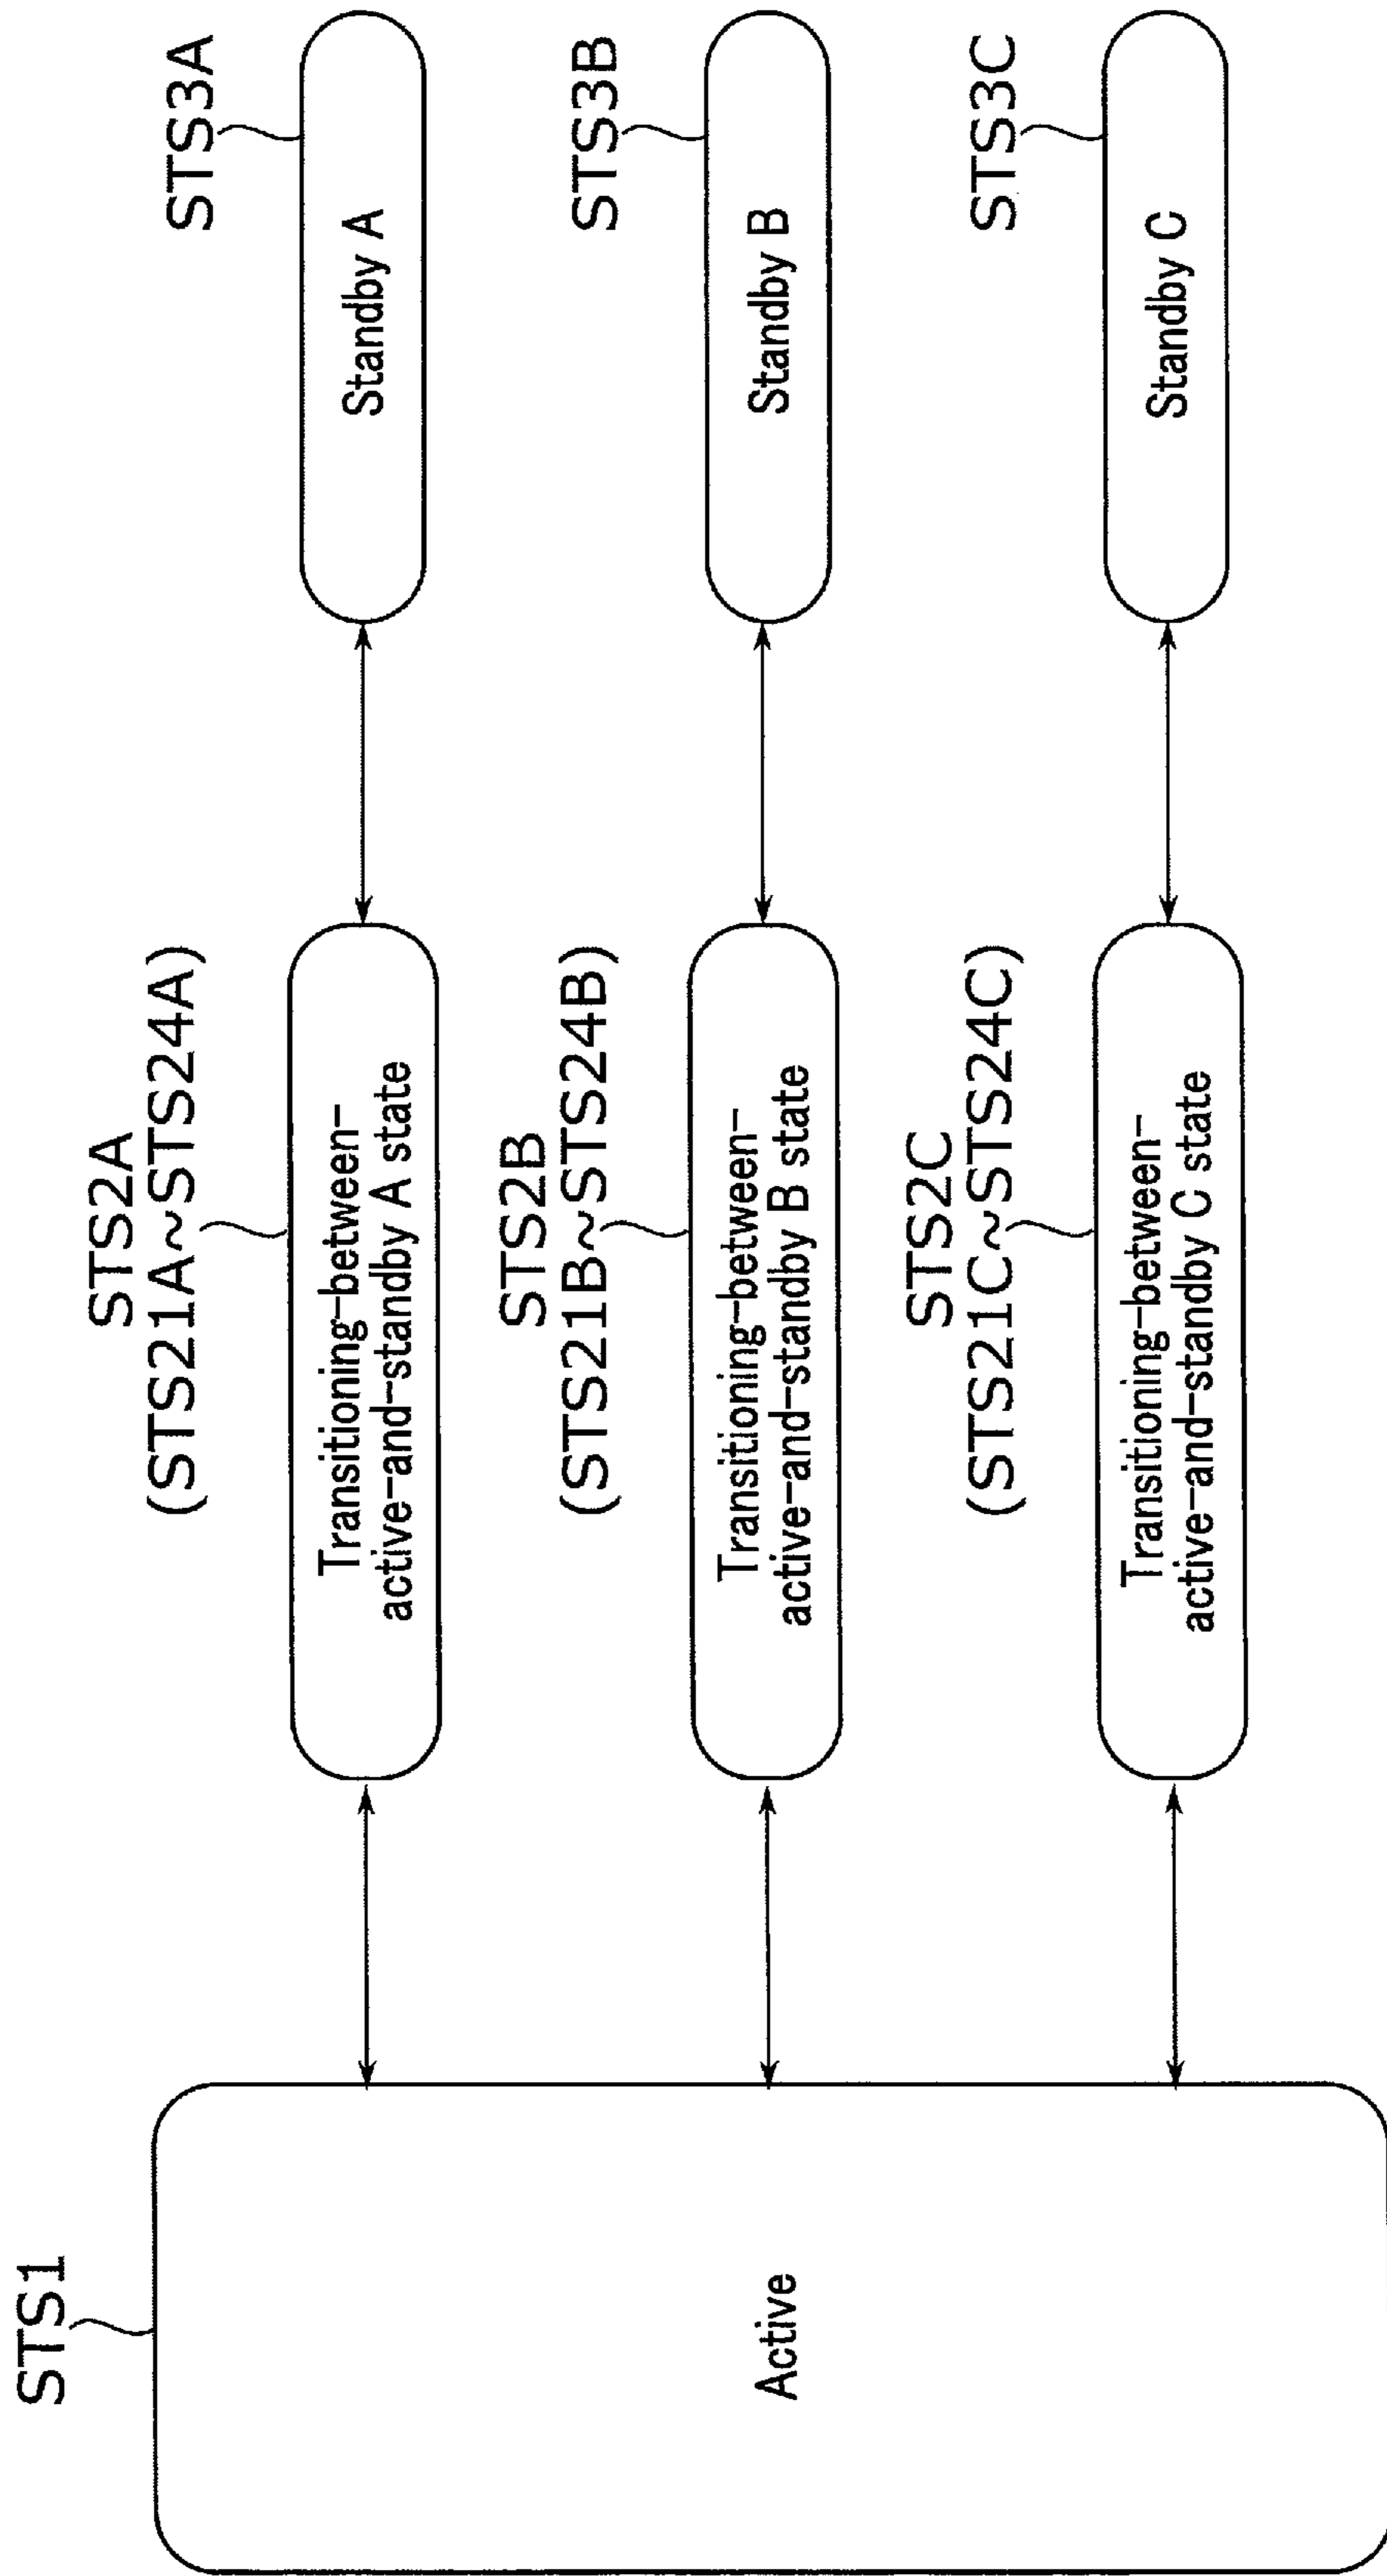 STS1
Active
STS2A
(STS21A~STS24A)
Transitioning-between-
active-and-standby A state
STS3A
Standby A
STS2B
(STS21B~STS24B)
Transitioning-between-
active-and-standby B state
STS3B
Standby B
STS2C
(STS21C~STS24C)
Transitioning-between-
active-and-standby C state
STS3C
Standby C